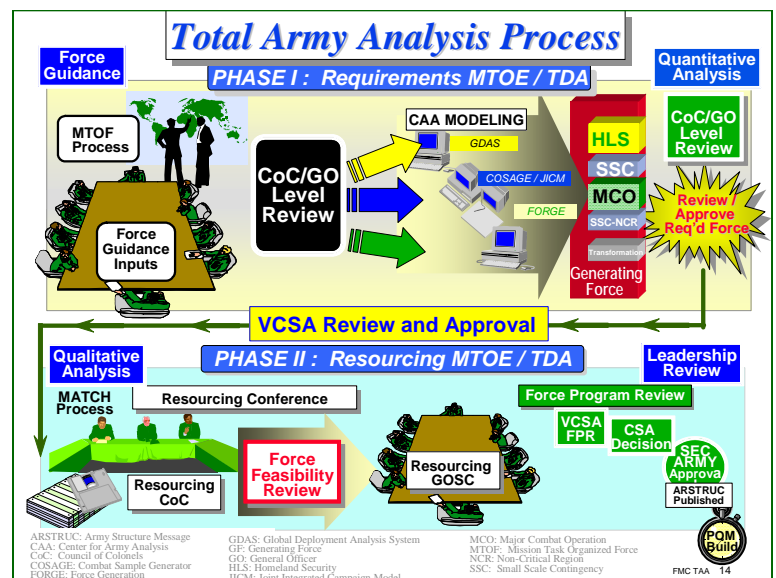 Total Army Analysis Process
Force
Guidance
PHASE I : Requirements MTOE / TDA
Quantitative
Analysis
MTOF
Process
Force
Guidance
Inputs
CoC/GO
Level
Review
CAA MODELING
GDAS
COSAGE / JICM
FORGE
HLS
SSC
MCO
SSC-NCR
Transformation
Generating
Force
CoC/GO
Level
Review
Review /
Approve
Req'd Force
VCSA Review and Approval
Qualitative
Analysis
PHASE II : Resourcing MTOE / TDA
Leadership
Review
MATCH
Process
Resourcing Conference
Resourcing
CoC
Force
Feasibility
Review
Resourcing
GOSC
Force Program Review
VCSA
FPR
CSA
Decision
SEC
ARMY
Approval
ARSTRUC
Published
POM
Build
ARSTRUC: Army Structure Message
CAA: Center for Army Analysis
CoC: Council of Colonels
COSAGE: Combat Sample Generator
FORGE: Force Generation
GDAS: Global Deployment Analysis System
GF: Generating Force
GO: General Officer
HLS: Homeland Security
JICM: Joint Integrated Campaign Model
MCO: Major Combat Operation
MTOF: Mission Task Organized Force
NCR: Non-Critical Region
SSC: Small Scale Contingency
FMC TAA 14